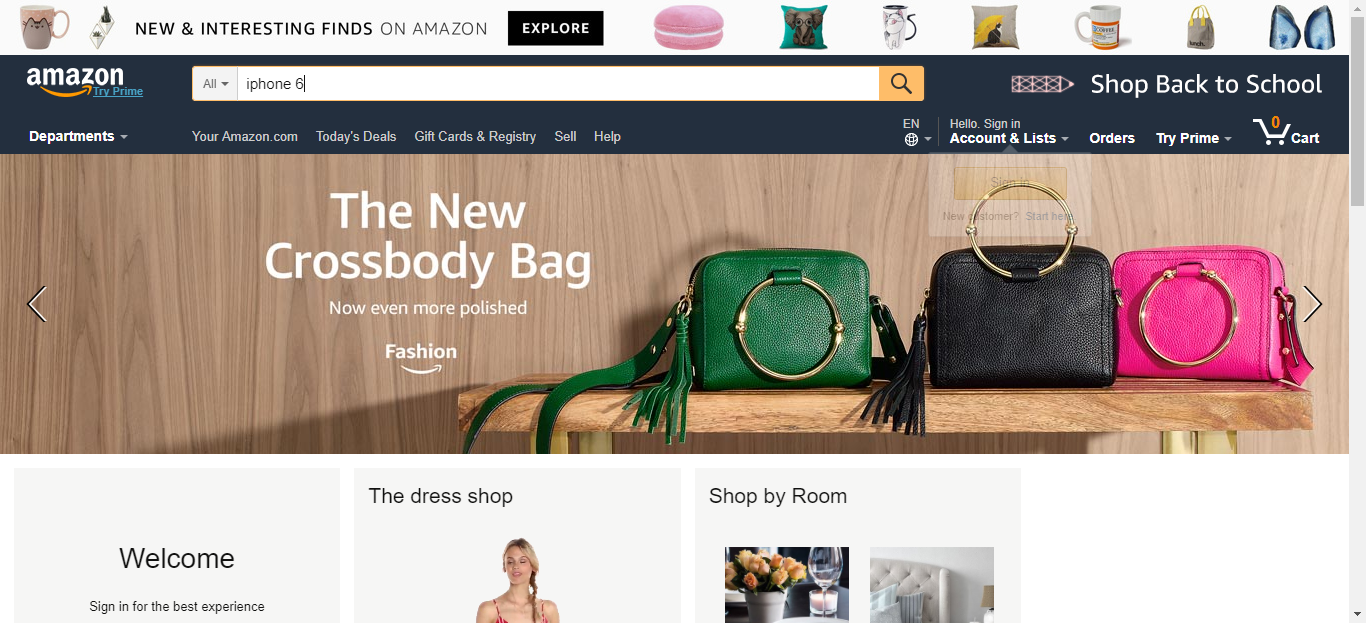 NEW & INTERESTING FINDS ON AMAZON EXPLORE
COFFEE
lunch.
amazon
Try Prime
All
iphone 6
Shop Back to School
Departments
Your Amazon.com Today's Deals Gift Cards & Registry Sell Help
EN
Hello. Sign in
Account & Lists
Orders
Try Prime
0
Cart
Sign in
New customer? Start here.
The New
Crossbody Bag
Now even more polished
Fashion
Welcome
Sign in for the best experience
The dress shop
Shop by Room